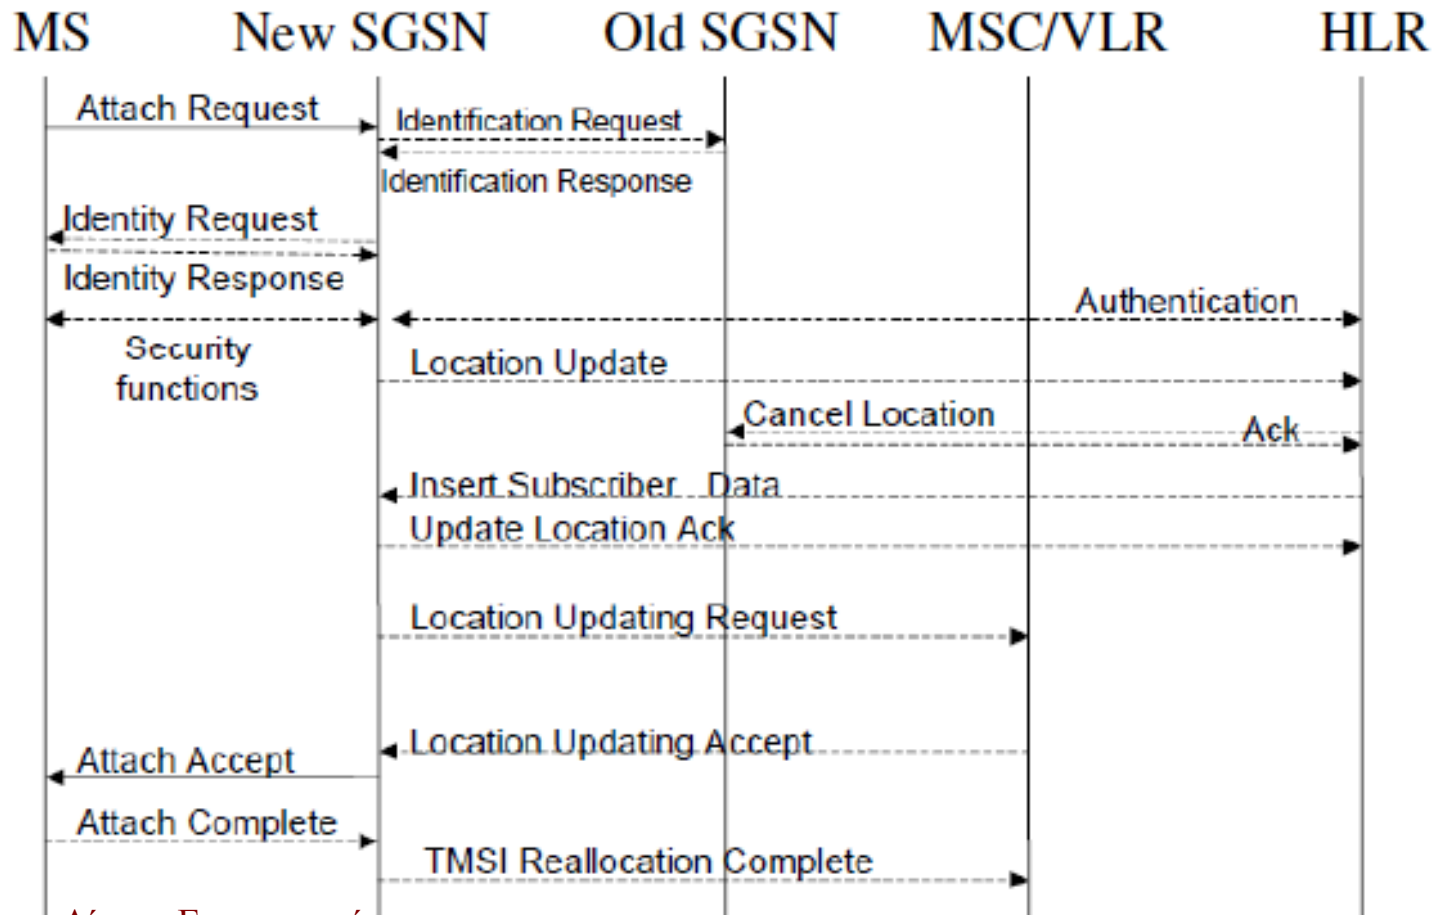 MS New SGSN Old SGSN MSC/VLR HLR
Attach Request
Identification Request
Identification Response
Identity Request
Identity Response
Authentication
Security
functions
Location Update
Cancel Location
Ack
Insert Subscriber Data
Update Location Ack
Location Updating Request
Location Updating Accept
Attach Accept
Attach Complete
TMSI Reallocation Complete